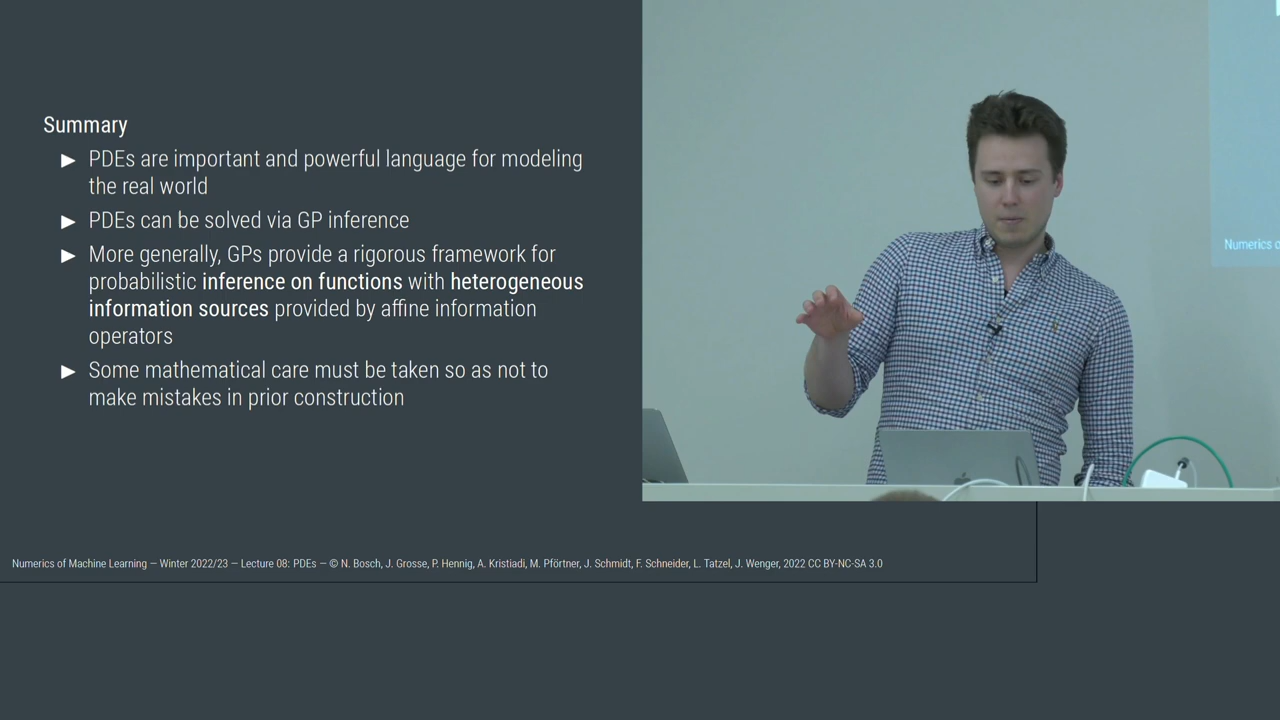 Summary
▶ PDEs are important and powerful language for modeling
the real world
▶ PDEs can be solved via GP inference
▶ More generally, GPs provide a rigorous framework for
probabilistic inference on functions with heterogeneous
information sources provided by affine information
operators
▶ Some mathematical care must be taken so as not to
make mistakes in prior construction
Numerics o
Numerics of Machine Learning — Winter 2022/23 — Lecture 08: PDEs — © N. Bosch, J. Grosse, P. Hennig, A. Kristiadi, M. Pförtner, J. Schmidt, F. Schneider, L. Tatzel, J. Wenger, 2022 CC BY-NC-SA 3.0